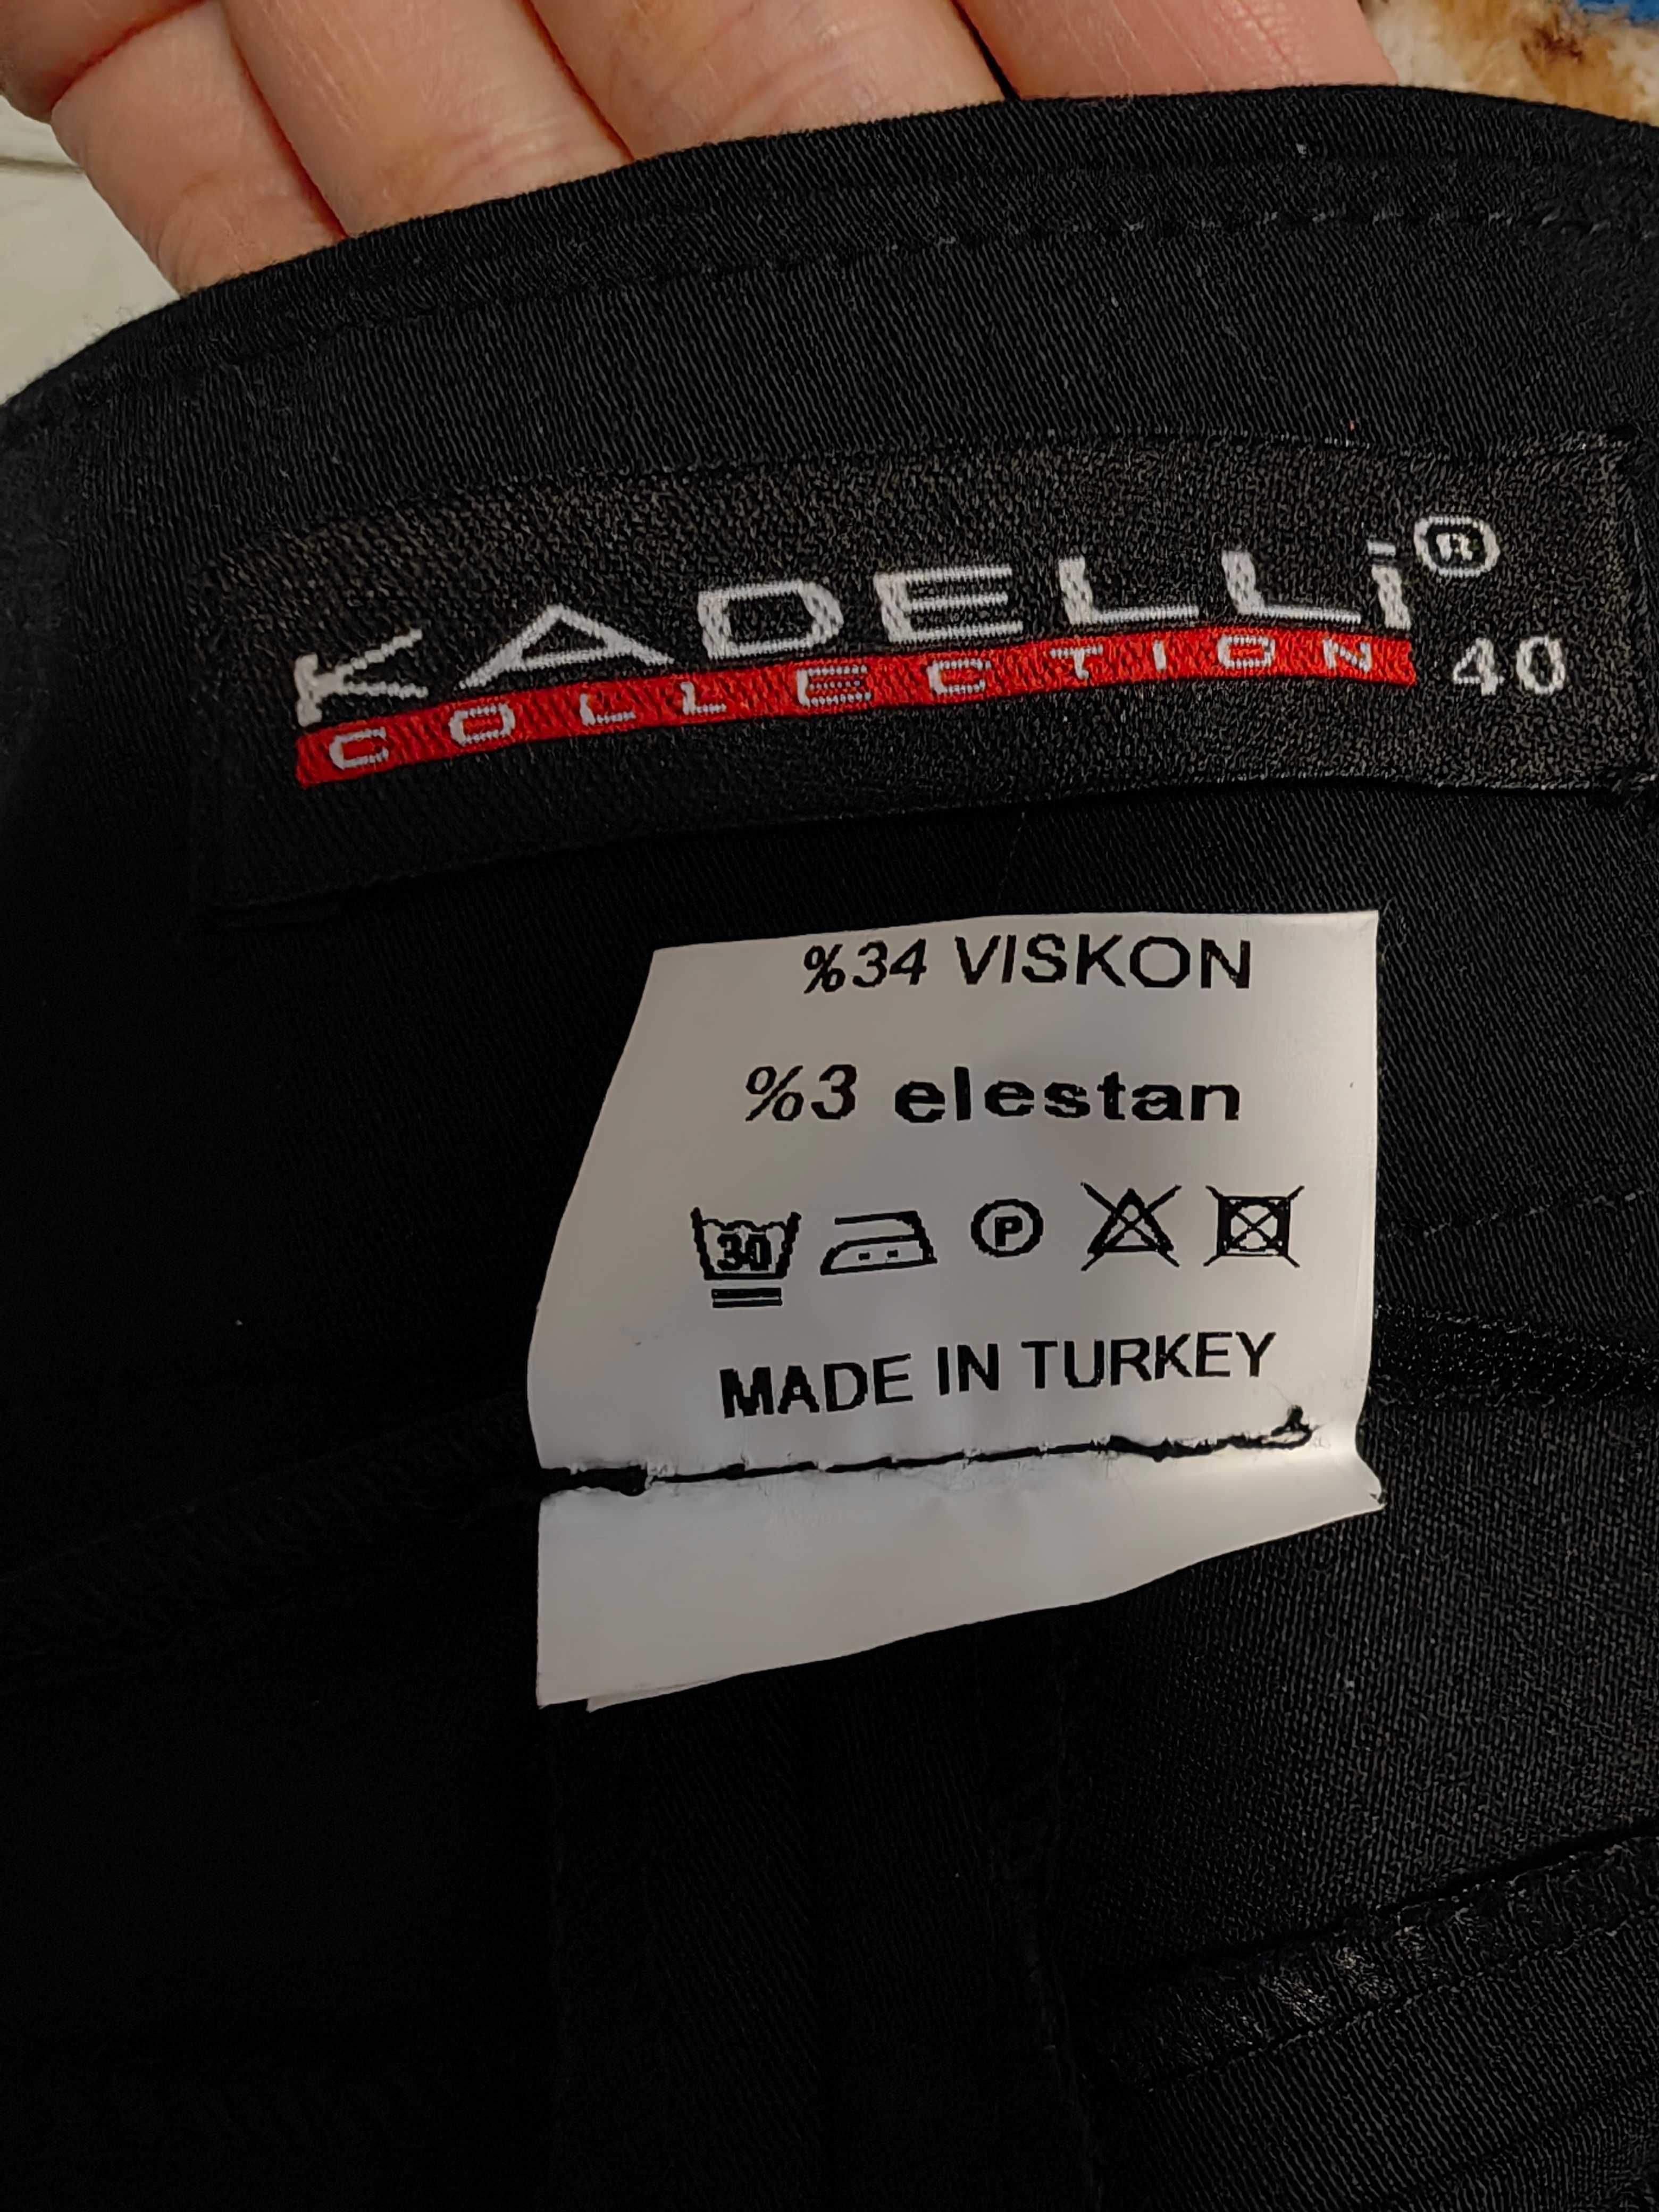 KADELLi®
COLLECTION 40
%34 VISKON
%3 elestan
30 P
MADE IN TURKEY